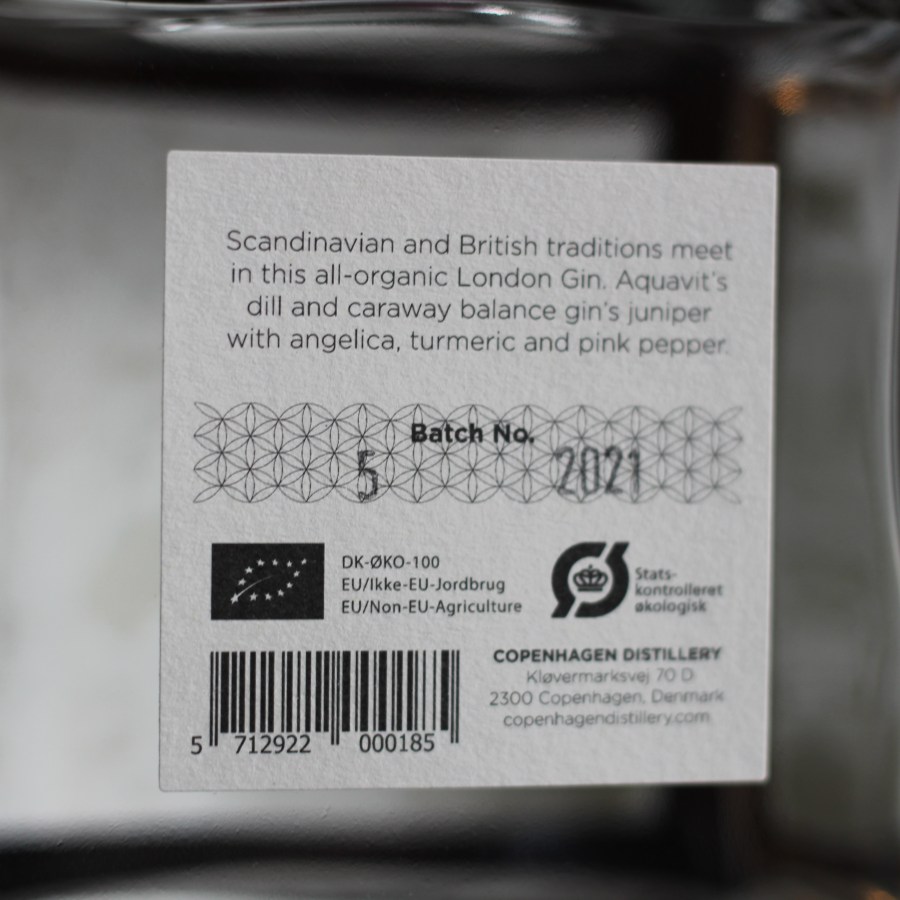 Scandinavian and British traditions meet
in this all-organic London Gin. Aquavit's
dill and caraway balance gin's juniper
with angelica, turmeric and pink pepper.
Batch No.
5 2021
DK-ØKO-100
EU/Ikke-EU-Jordbrug
EU/Non-EU-Agriculture
Stats-
kontrolleret
økologisk
COPENHAGEN DISTILLERY
Kløvermarksvej 70 D
2300 Copenhagen, Denmark
copenhagendistillery.com
5 712922 000185